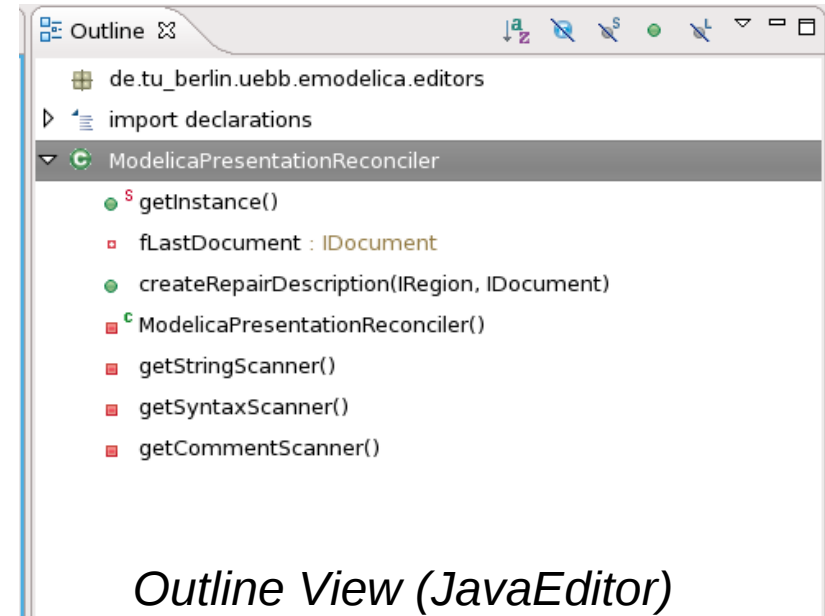 Outline
de.tu_berlin.uebb.emodelica.editors
import declarations
ModelicaPresentationReconciler
S getInstance()
fLastDocument : IDocument
createRepairDescription(IRegion, IDocument)
C ModelicaPresentationReconciler()
getStringScanner()
getSyntaxScanner()
getCommentScanner()
Outline View (JavaEditor)